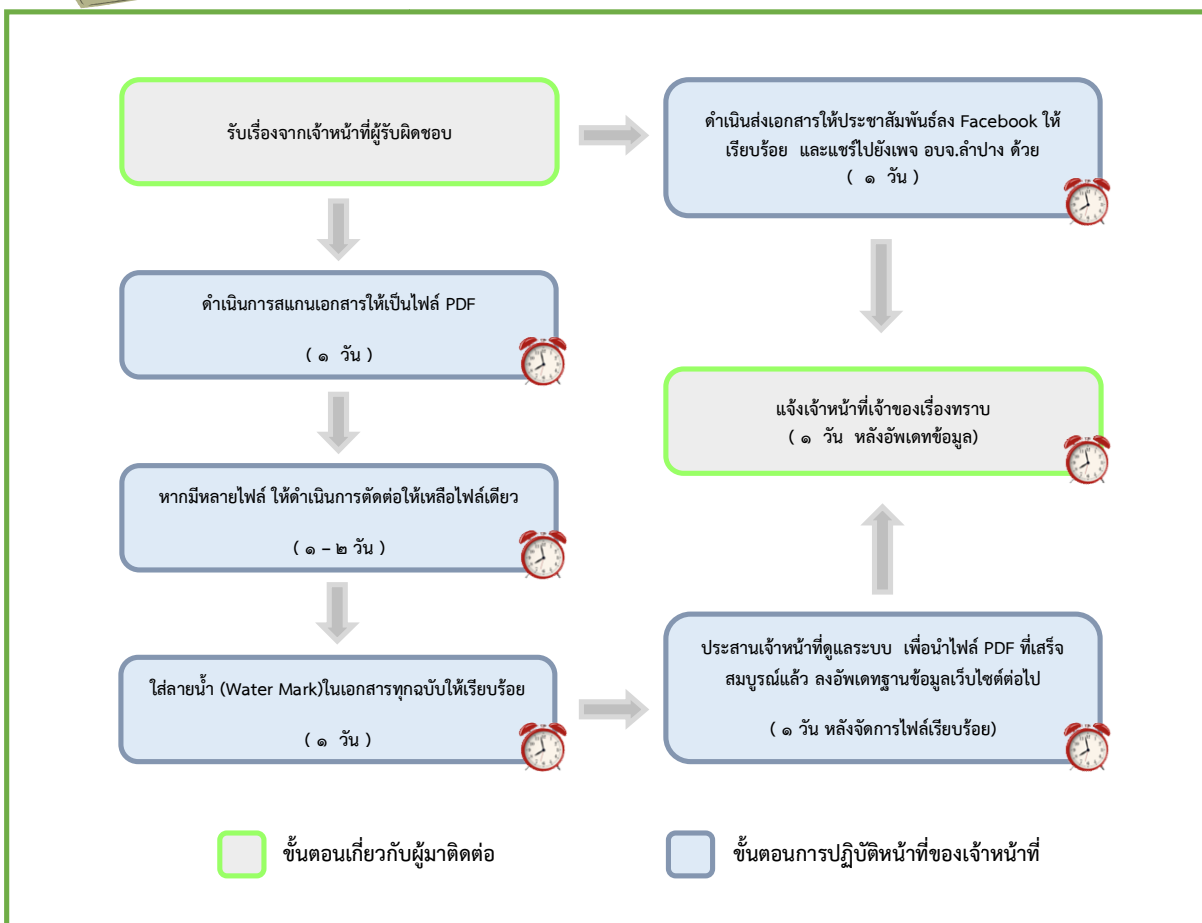 รับเรื่องจากเจ้าหน้าที่ผู้รับผิดชอบ
ดำเนินส่งเอกสารให้ประชาสัมพันธ์ลง Facebook ให้
เรียบร้อย และแชร์ไปยังเพจ อบจ.ลำปาง ด้วย
( ๑ วัน )
ดำเนินการสแกนเอกสารให้เป็นไฟล์ PDF
( ๑ วัน )
แจ้งเจ้าหน้าที่เจ้าของเรื่องทราบ
( ๑ วัน หลังอัพเดทข้อมูล)
หากมีหลายไฟล์ ให้ดำเนินการตัดต่อให้เหลือไฟล์เดียว
( ๑ – ๒ วัน )
ใส่ลายน้ำ (Water Mark)ในเอกสารทุกฉบับให้เรียบร้อย
( ๑ วัน )
ประสานเจ้าหน้าที่ดูแลระบบ เพื่อนำไฟล์ PDF ที่เสร็จ
สมบูรณ์แล้ว ลงอัพเดทฐานข้อมูลเว็บไซต์ต่อไป
( ๑ วัน หลังจัดการไฟล์เรียบร้อย)
ขั้นตอนเกี่ยวกับผู้มาติดต่อ
ขั้นตอนการปฏิบัติหน้าที่ของเจ้าหน้าที่